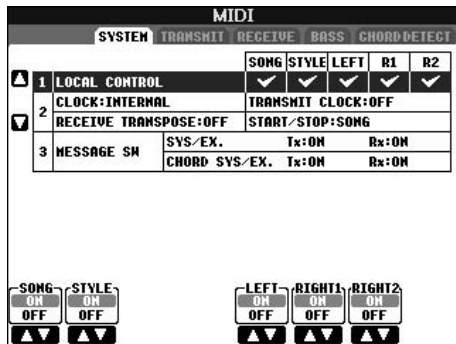 MIDI
SYSTEM TRANSMIT RECEIVE BASS CHORD DETECT
SONG STYLE LEFT R1 R2
1 LOCAL CONTROL
2 CLOCK:INTERNAL TRANSMIT CLOCK:OFF
RECEIVE TRANSPOSE:OFF START/STOP:SONG
3 MESSAGE SW SYS/EX. Tx:ON Rx:ON
CHORD SYS/EX. Tx:ON Rx:ON
SONG STYLE LEFT RIGHT1 RIGHT2
ON ON ON ON ON
OFF OFF OFF OFF OFF